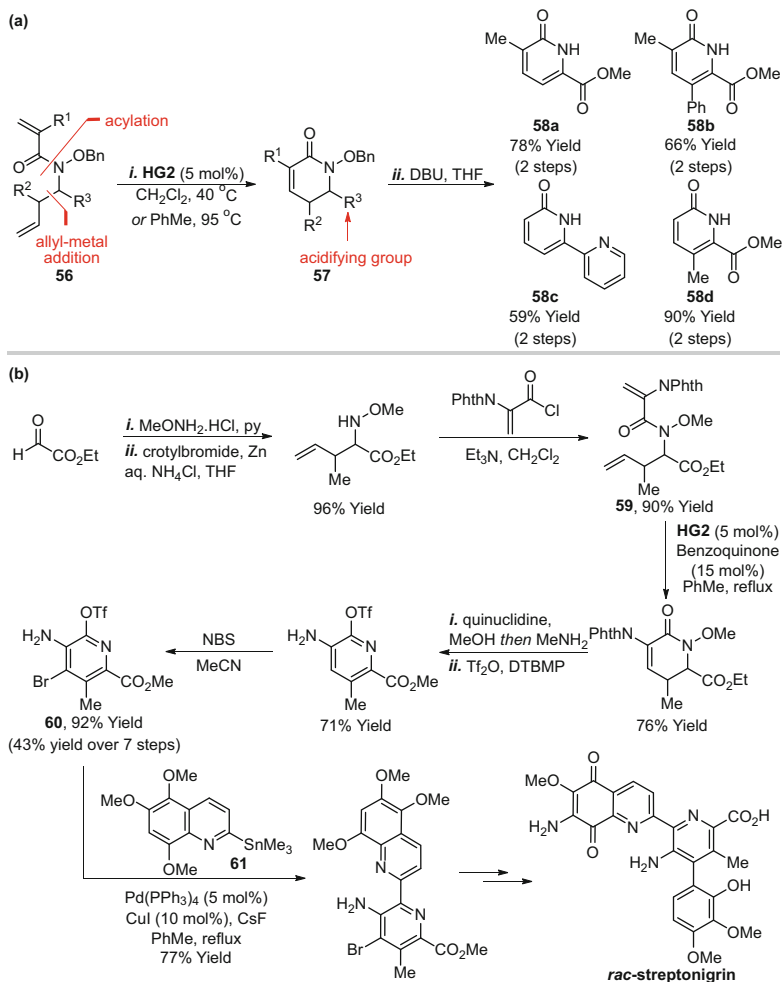 (a)
R1
acylation
O
N
OBn
R2
R3
allyl-metal
addition
56
i. HG2 (5 mol%)
CH2Cl2, 40 °C
or PhMe, 95 °C
O
R1
N
OBn
R3
R2
acidifying group
57
ii. DBU, THF
O
Me
NH
OMe
O
58a
78% Yield
(2 steps)
O
Me
NH
OMe
Ph
O
58b
66% Yield
(2 steps)
O
NH
N
58c
59% Yield
(2 steps)
O
NH
OMe
Me
O
58d
90% Yield
(2 steps)
(b)
O
H
CO2Et
i. MeONH2.HCl, py
ii. crotylbromide, Zn
aq. NH4Cl, THF
HN
OMe
CO2Et
Me
96% Yield
O
PhthN
Cl
Et3N, CH2Cl2
NPhth
O
N
OMe
CO2Et
Me
59, 90% Yield
HG2 (5 mol%)
Benzoquinone
(15 mol%)
PhMe, reflux
O
PhthN
N
OMe
CO2Et
Me
76% Yield
i. quinuclidine,
MeOH then MeNH2
ii. Tf2O, DTBMP
OTf
H2N
N
CO2Me
Me
71% Yield
NBS
MeCN
OTf
H2N
N
Br
CO2Me
Me
60, 92% Yield
(43% yield over 7 steps)
OMe
MeO
N
SnMe3
OMe
61
Pd(PPh3)4 (5 mol%)
CuI (10 mol%), CsF
PhMe, reflux
77% Yield
OMe
OMe
MeO
N
H2N
N
Br
CO2Me
Me
O
MeO
H2N
N
O
N
CO2H
H2N
Me
OH
OMe
OMe
rac-streptonigrin